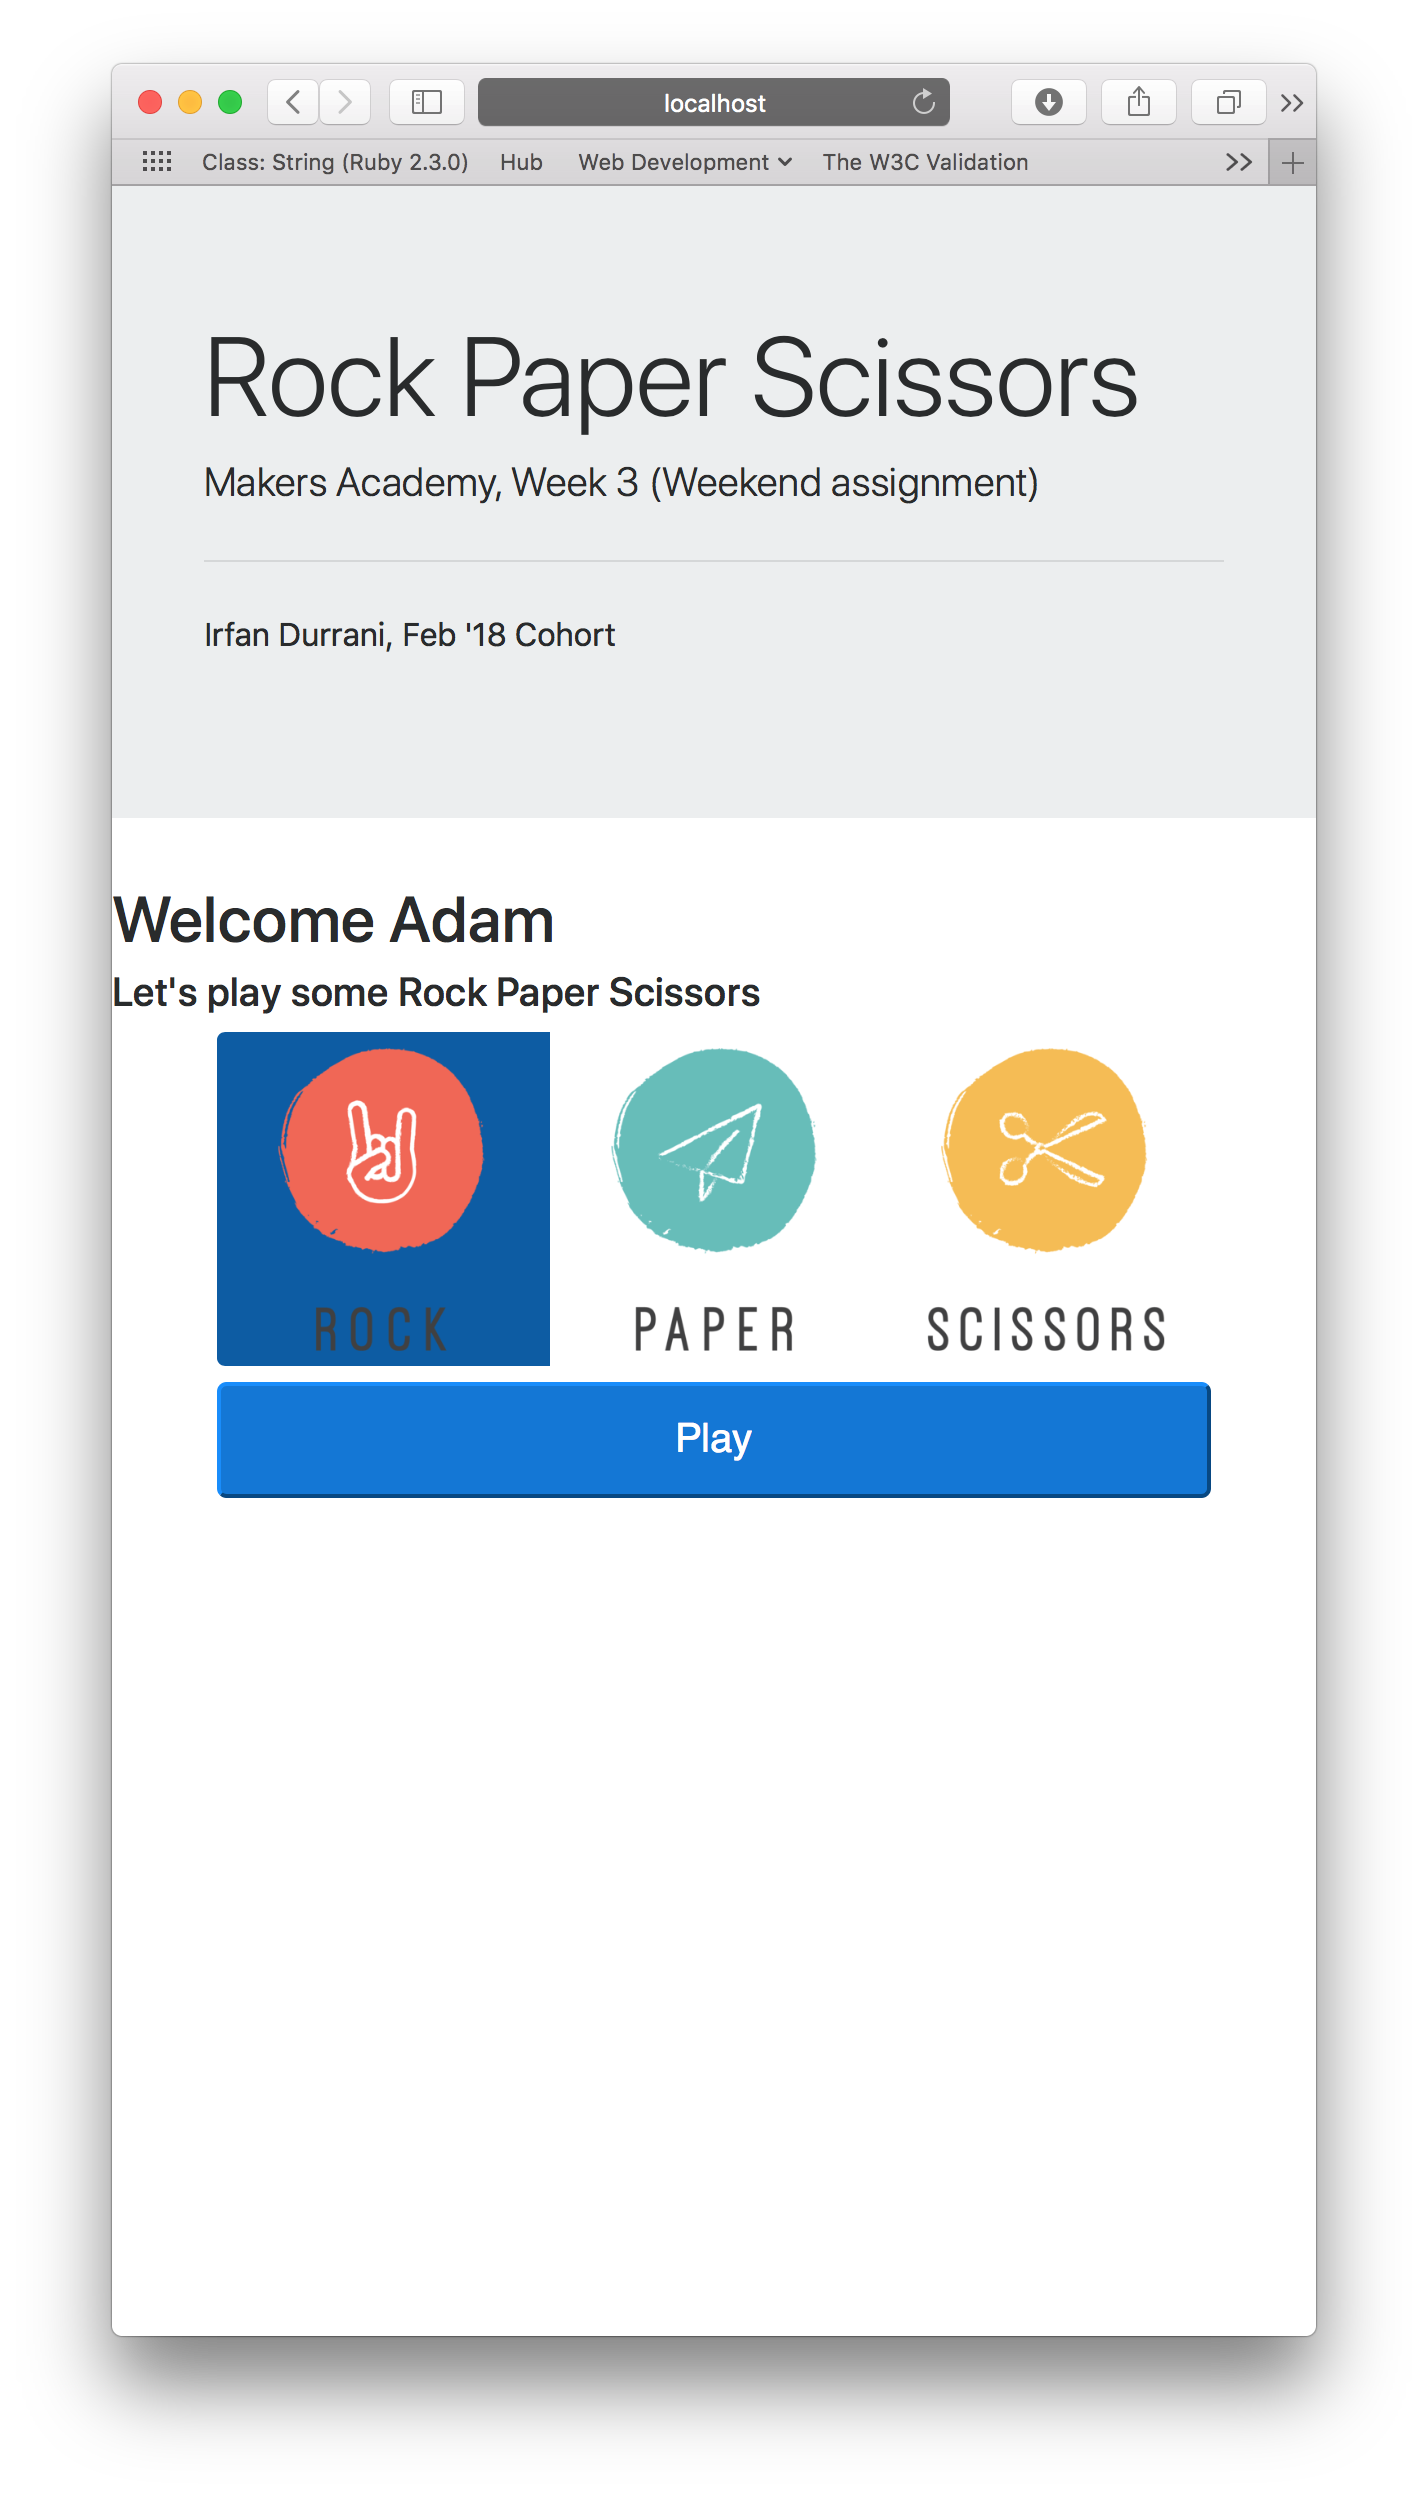 localhost
Class: String (Ruby 2.3.0) Hub Web Development The W3C Validation
Rock Paper Scissors
Makers Academy, Week 3 (Weekend assignment)
Irfan Durrani, Feb '18 Cohort
Welcome Adam
Let's play some Rock Paper Scissors
ROCK PAPER SCISSORS
Play